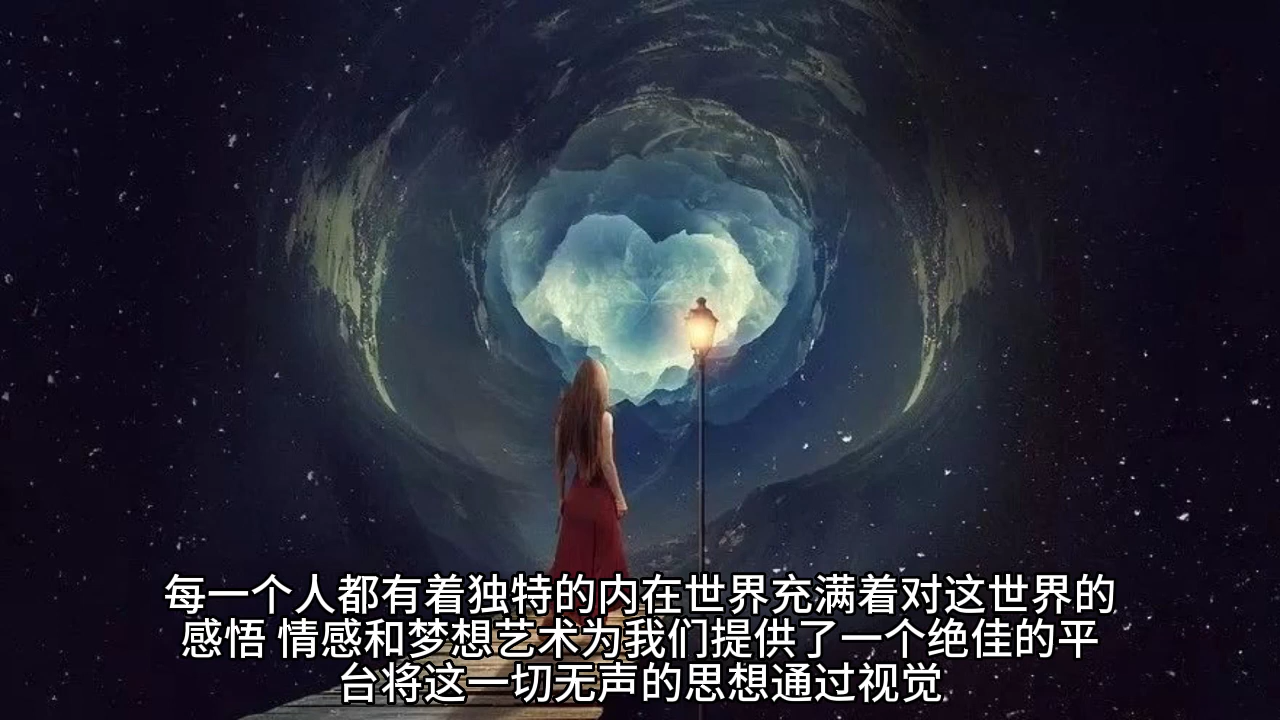 每一个人都有着独特的内在世界充满着对这世界的
感悟 情感和梦想艺术为我们提供了一个绝佳的平
台将这一切无声的思想通过视觉